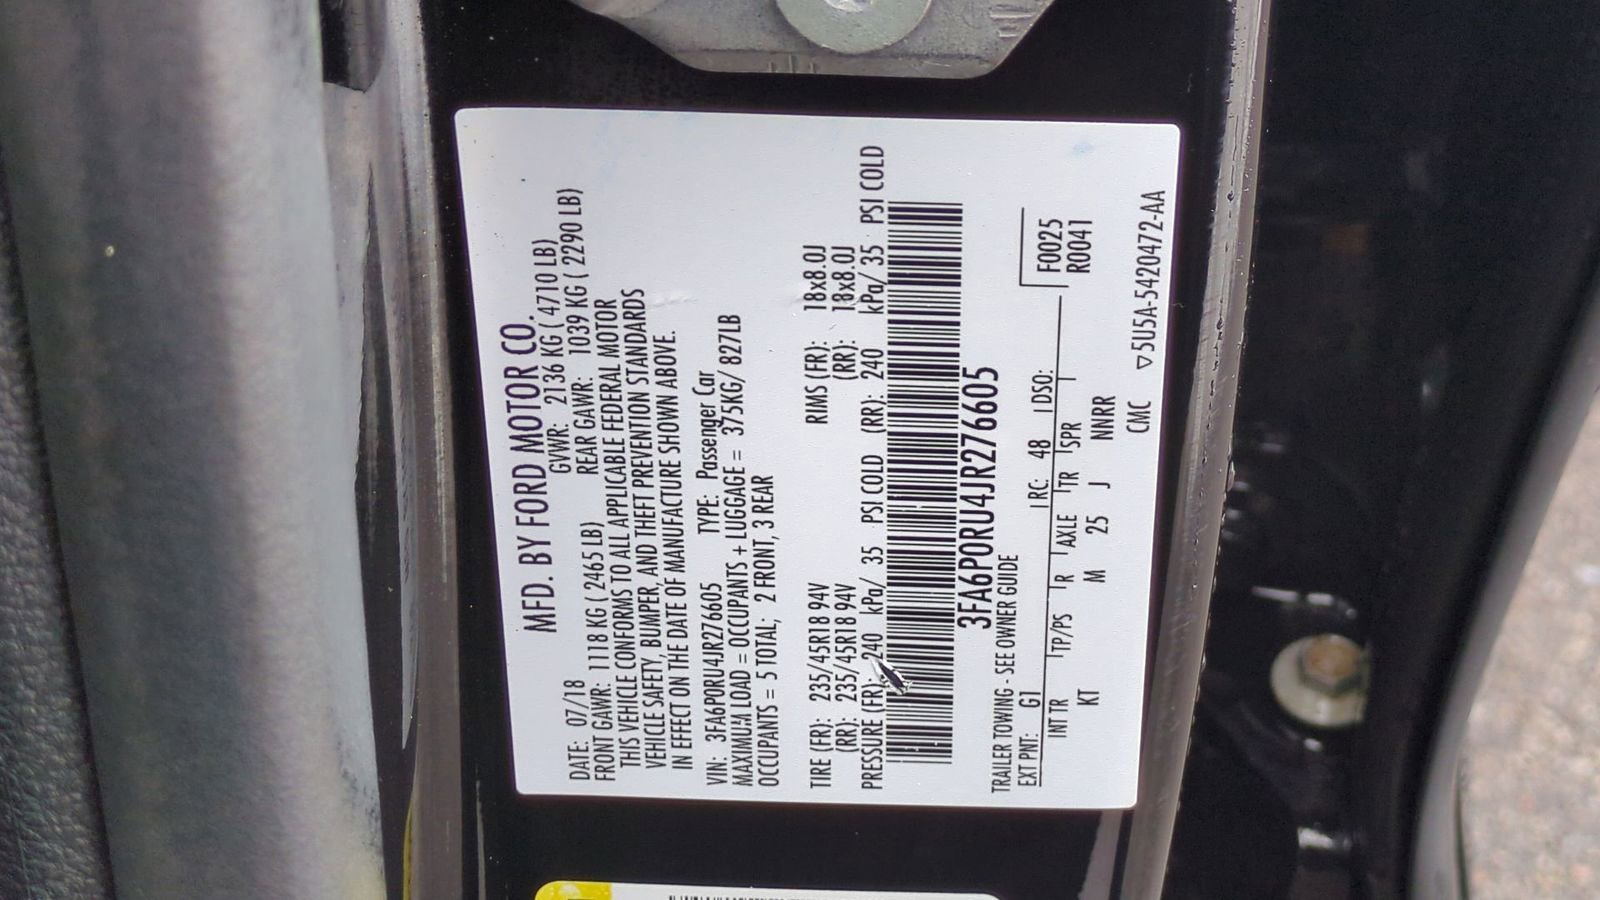 MFD. BY FORD MOTOR CO.
DATE: 07/18 GVWR: 2136 KG ( 4710 LB)
FRONT GAWR: 1118 KG ( 2465 LB) REAR GAWR: 1039 KG ( 2290 LB)
THIS VEHICLE CONFORMS TO ALL APPLICABLE FEDERAL MOTOR
VEHICLE SAFETY, BUMPER, AND THEFT PREVENTION STANDARDS
IN EFFECT ON THE DATE OF MANUFACTURE SHOWN ABOVE.
VIN: 3FA6P0RU4JR276605 TYPE: Passenger Car
MAXIMUM LOAD = OCCUPANTS + LUGGAGE = 375KG/ 827LB
OCCUPANTS = 5 TOTAL; 2 FRONT, 3 REAR
TIRE (FR): 235/45R18 94V RIMS (FR): 18x8.0J
(RR): 235/45R18 94V (RR): 18x8.0J
PRESSURE (FR): 240 kPa/ 35 PSI COLD (RR): 240 kPa/ 35 PSI COLD
3FA6P0RU4JR276605
TRAILER TOWING - SEE OWNER GUIDE
EXT PNT: G1 RC: 48 DSO: F0025
INT TR TP/PS R AXLE TR SPR R0041
KT M 25 J NNRR
CMC ▽5U5A-5420472-AA